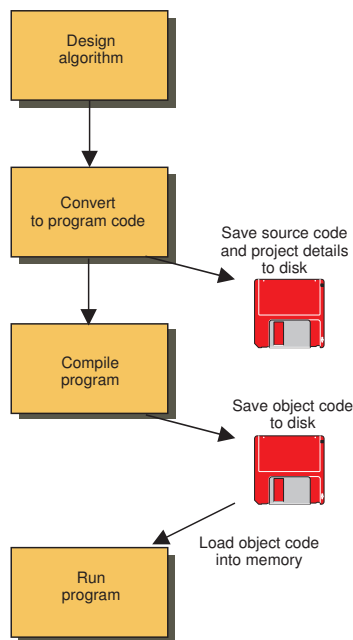 Design
algorithm
Convert
to program code
Save source code
and project details
to disk
Compile
program
Save object code
to disk
Load object code
into memory
Run
program